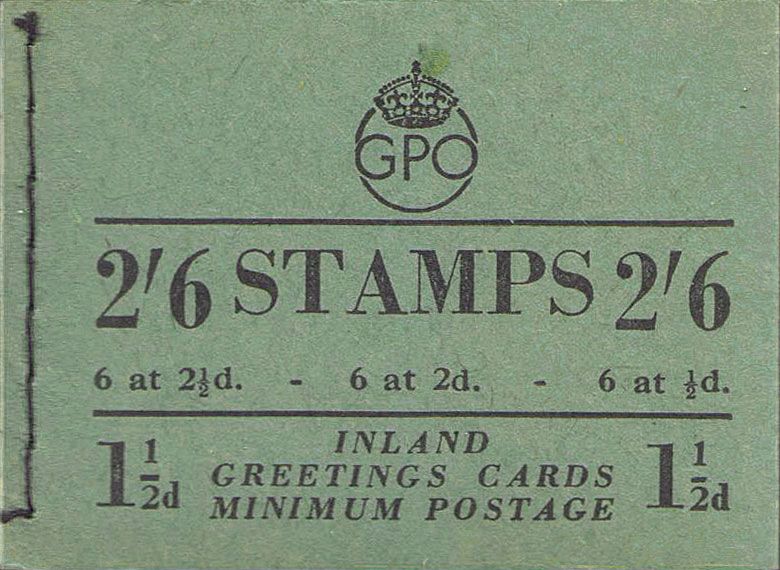 GPO
2'6 STAMPS 2'6
6 at 2½d. - 6 at 2d. - 6 at ½d.
1½d INLAND GREETINGS CARDS MINIMUM POSTAGE 1½d